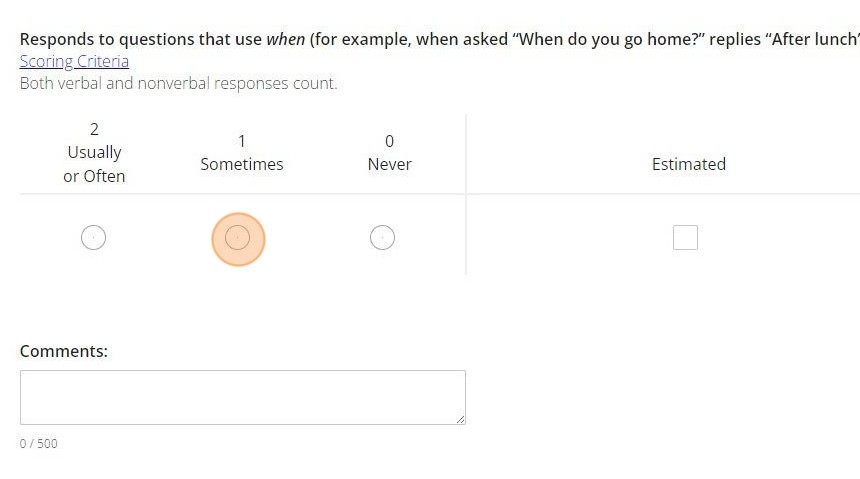 Responds to questions that use when (for example, when asked “When do you go home?” replies “After lunch”
Scoring Criteria
Both verbal and nonverbal responses count.
2
Usually
or Often
1
Sometimes
0
Never
Estimated
Comments:
0 / 500